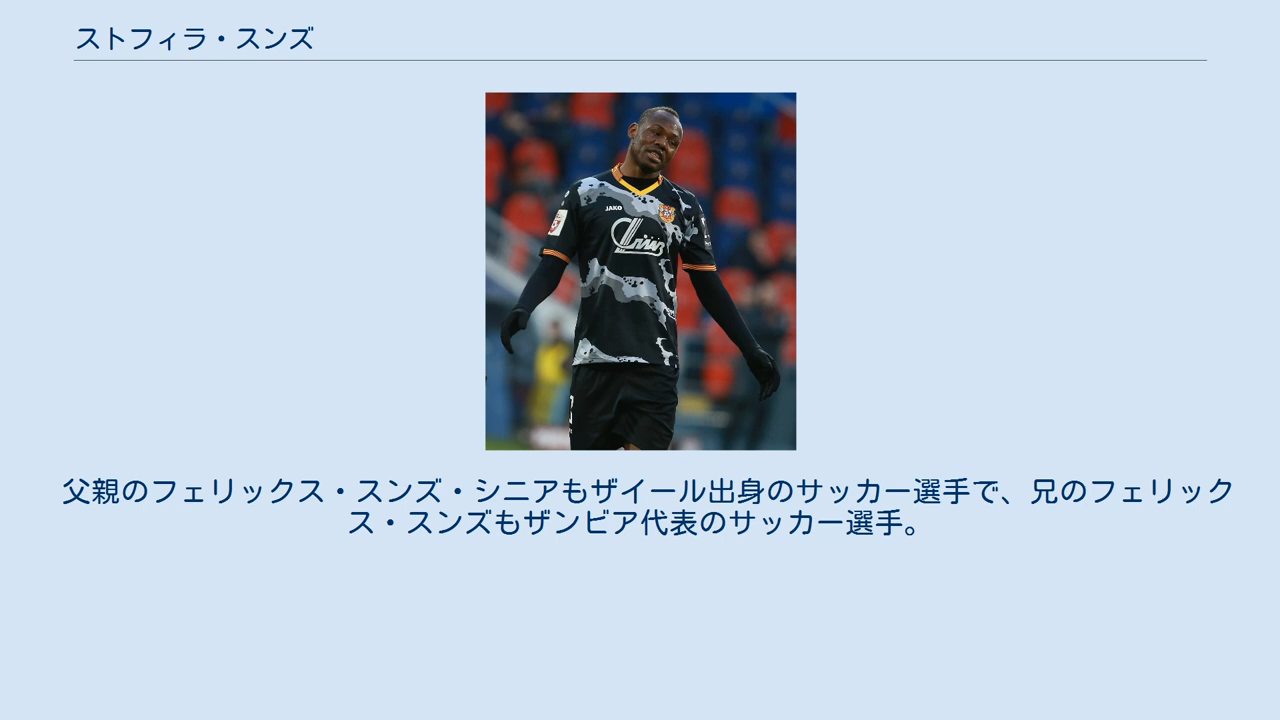 ストフィラ・スンズ
JAKO
父親のフェリックス・スンズ・シニアもザイール出身のサッカー選手で、兄のフェリック
ス・スンズもザンビア代表のサッカー選手。